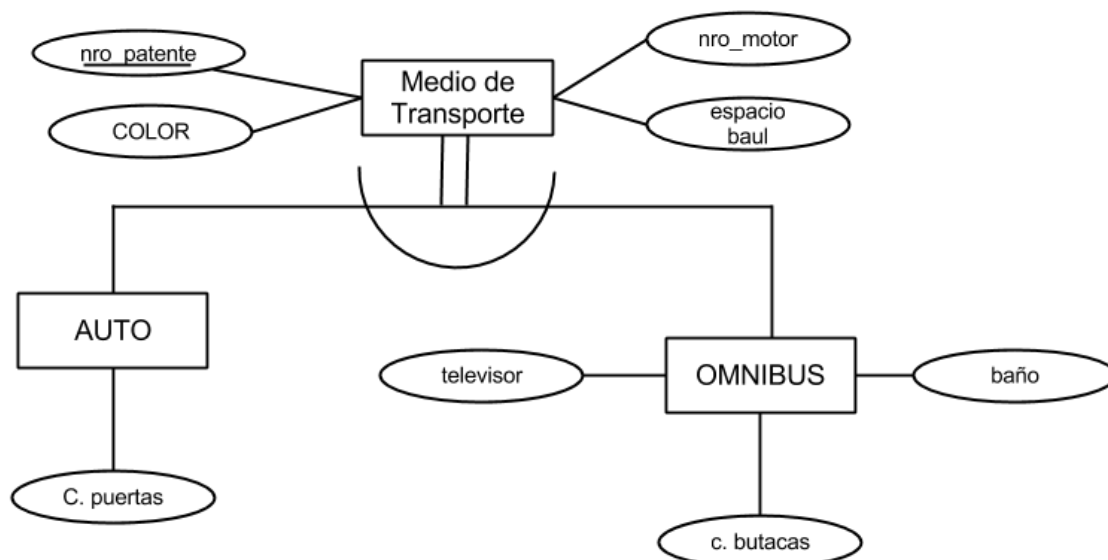 nro_patente
nro_motor
Medio de
Transporte
COLOR
espacio
baul
AUTO
televisor
OMNIBUS
baño
C. puertas
c. butacas